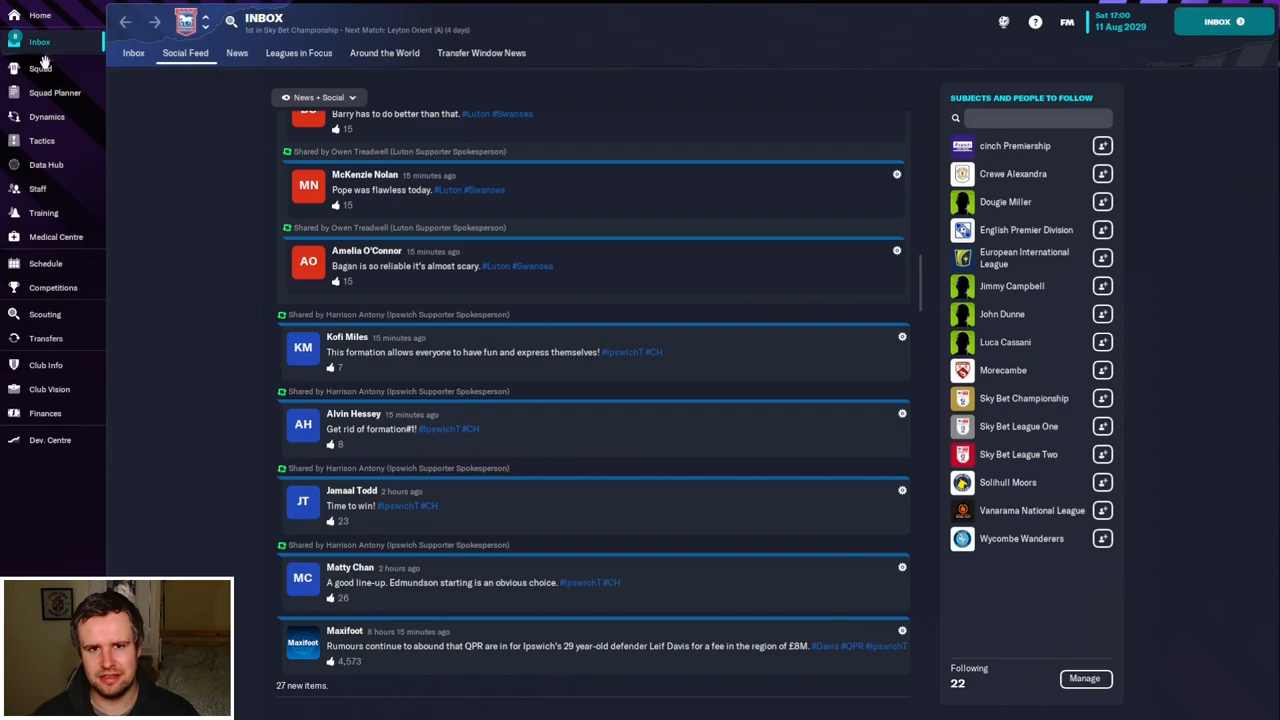 Home
INBOX
1st in Sky Bet Championship - Next Match: Leyton Orient (A) (4 days)
FM
Sat 17:00
11 Aug 2029
INBOX
8
Inbox
Squad
Squad Planner
Dynamics
Tactics
Data Hub
Staff
Training
Medical Centre
Schedule
Competitions
Scouting
Transfers
Club Info
Club Vision
Finances
Dev. Centre
Inbox
Social Feed
News
Leagues in Focus
Around the World
Transfer Window News
News + Social
Barry has to do better than that. #Luton #Swansea
15
Shared by Owen Treadwell (Luton Supporter Spokesperson)
MN
McKenzie Nolan 15 minutes ago
Pope was flawless today. #Luton #Swansea
15
Shared by Owen Treadwell (Luton Supporter Spokesperson)
AO
Amelia O'Connor 15 minutes ago
Bagan is so reliable it's almost scary. #Luton #Swansea
15
Shared by Harrison Antony (Ipswich Supporter Spokesperson)
KM
Kofi Miles 15 minutes ago
This formation allows everyone to have fun and express themselves! #IpswichT #CH
7
Shared by Harrison Antony (Ipswich Supporter Spokesperson)
AH
Alvin Hessey 15 minutes ago
Get rid of formation#1! #IpswichT #CH
8
Shared by Harrison Antony (Ipswich Supporter Spokesperson)
JT
Jamaal Todd 2 hours ago
Time to win! #IpswichT #CH
23
Shared by Harrison Antony (Ipswich Supporter Spokesperson)
MC
Matty Chan 2 hours ago
A good line-up. Edmundson starting is an obvious choice. #IpswichT #CH
26
Maxifoot
Maxifoot 8 hours 15 minutes ago
Rumours continue to abound that QPR are in for Ipswich's 29 year-old defender Leif Davis for a fee in the region of £8M. #Davis #QPR #IpswichT
4,573
27 new items.
SUBJECTS AND PEOPLE TO FOLLOW
cinch Premiership
Crewe Alexandra
Dougie Miller
English Premier Division
European International
League
Jimmy Campbell
John Dunne
Luca Cassani
Morecambe
Sky Bet Championship
Sky Bet League One
Sky Bet League Two
Solihull Moors
Vanarama National League
Wycombe Wanderers
Following
22
Manage